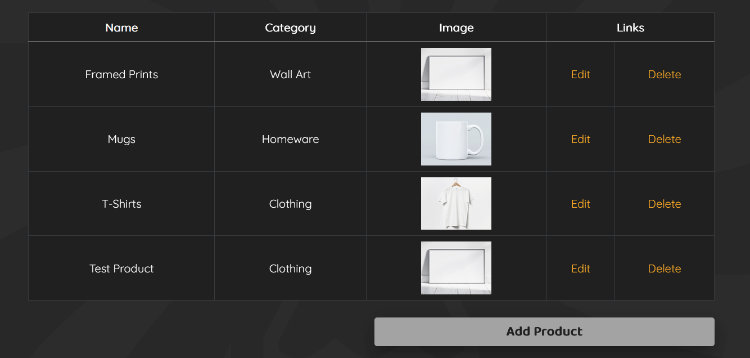 Name Category Image Links
Framed Prints Wall Art Edit Delete
Mugs Homeware Edit Delete
T-Shirts Clothing Edit Delete
Test Product Clothing Edit Delete
Add Product